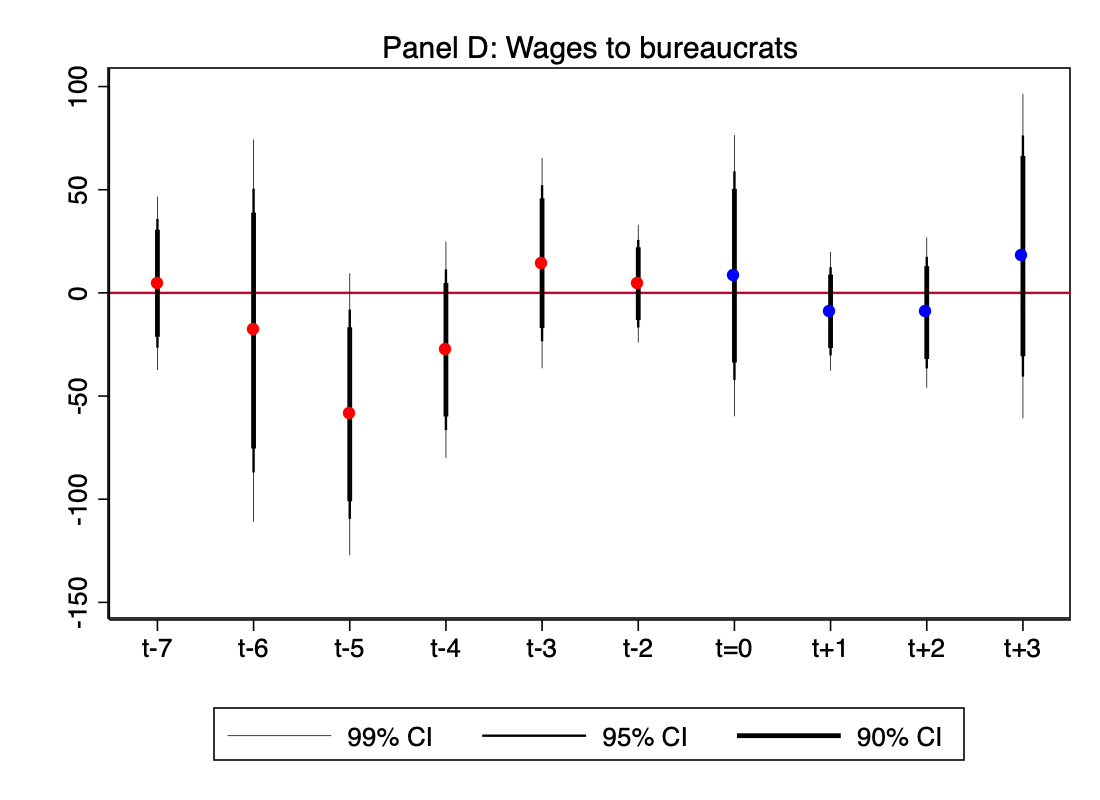 Panel D: Wages to bureaucrats
100
50
0
-50
-100
-150
t-7 t-6 t-5 t-4 t-3 t-2 t=0 t+1 t+2 t+3
99% CI 95% CI 90% CI